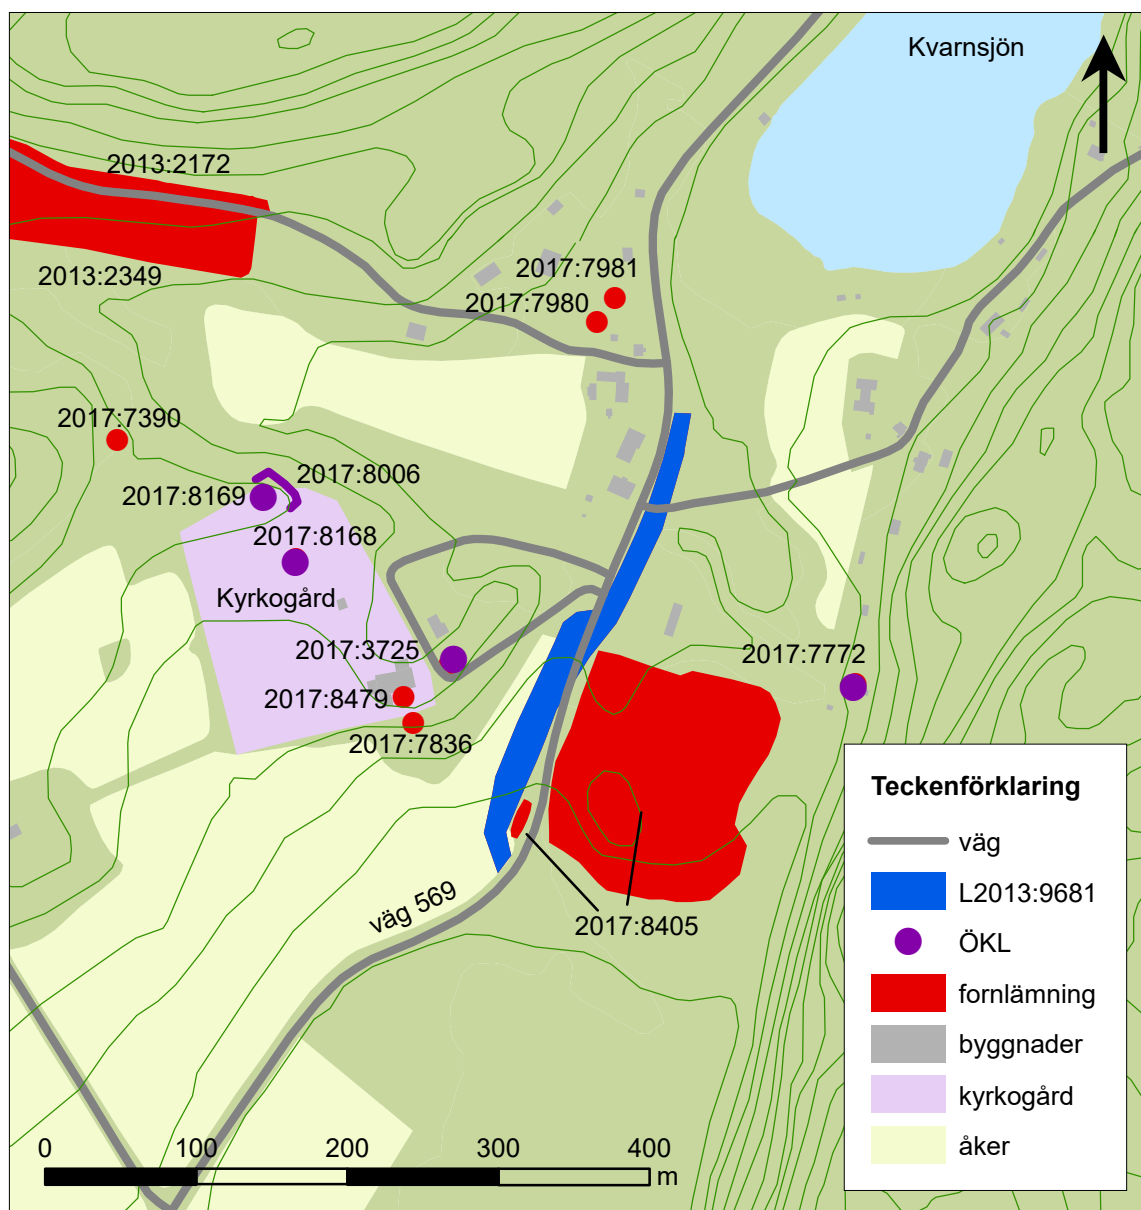 Kvarnsjön
2013:2172
2013:2349
2017:7981
2017:7980
2017:7390
2017:8006
2017:8169
2017:8168
Kyrkogård
2017:3725
2017:7772
2017:8479
2017:7836
väg 569
2017:8405
Teckenförklaring
väg
L2013:9681
ÖKL
fornlämning
byggnader
kyrkogård
åker
0 100 200 300 400
m